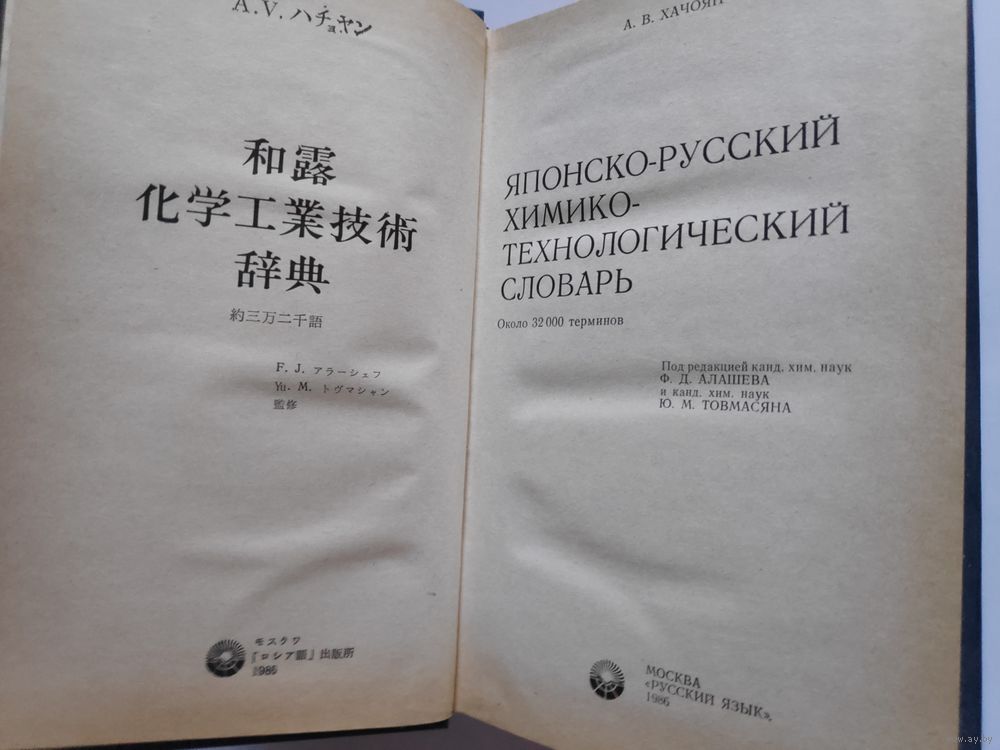 A.V. ハチョヤン
和露
化学工業技術
辞典
約三万二千語
F. J. アラーシェフ
Yu. M. トヴマシャン
監修
モスクワ
「ロシア語」出版所
1986
А. В. ХАЧОЯН
ЯПОНСКО-РУССКИЙ
ХИМИКО-
ТЕХНОЛОГИЧЕСКИЙ
СЛОВАРЬ
Около 32 000 терминов
Под редакцией канд. хим. наук
Ф. Д. АЛАШЕВА
и канд. хим. наук
Ю. М. ТОВМАСЯНА
МОСКВА
«РУССКИЙ ЯЗЫК»,
1986